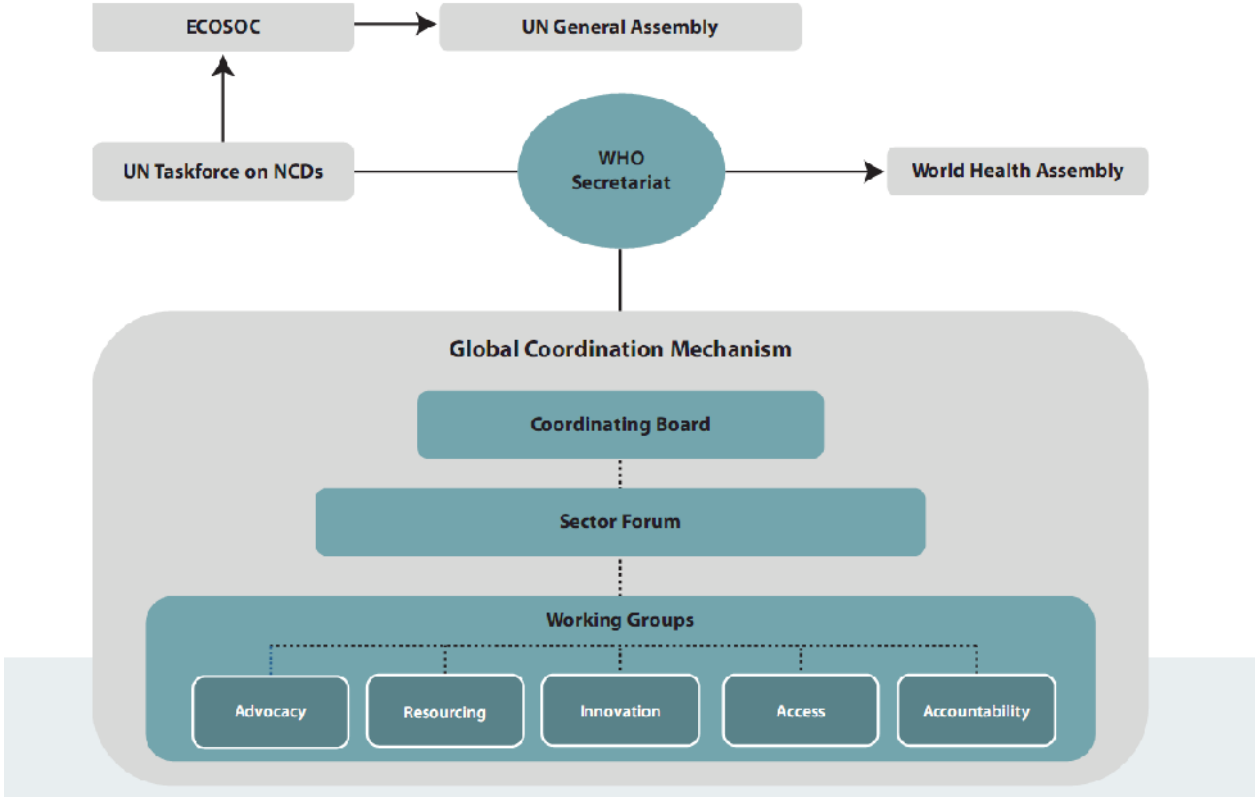 ECOSOC
UN General Assembly
UN Taskforce on NCDs
WHO
Secretariat
World Health Assembly
Global Coordination Mechanism
Coordinating Board
Sector Forum
Working Groups
Advocacy
Resourcing
Innovation
Access
Accountability